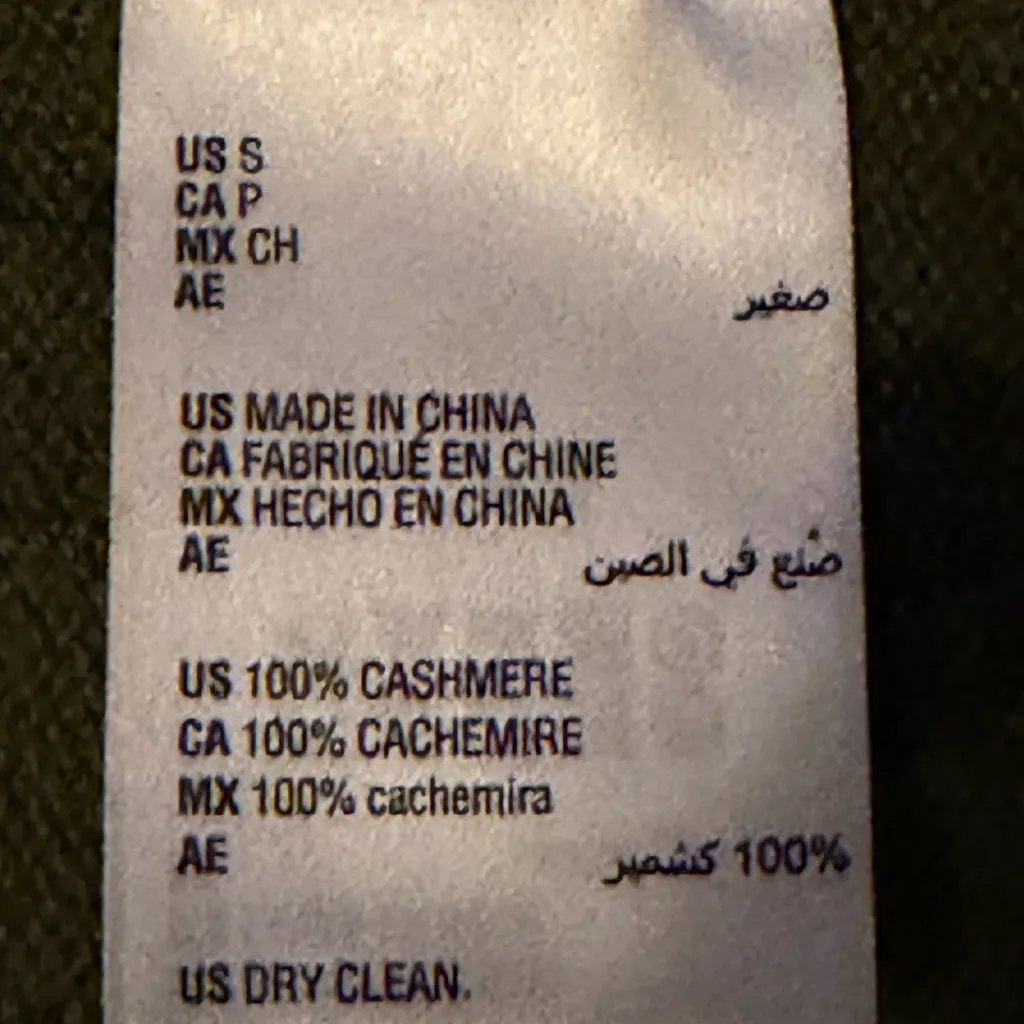 US S
CA P
MX CH
AE صغير
US MADE IN CHINA
CA FABRIQUÉ EN CHINE
MX HECHO EN CHINA
AE صُنع في الصين
US 100% CASHMERE
CA 100% CACHEMIRE
MX 100% cachemira
AE 100% كشمير
US DRY CLEAN.